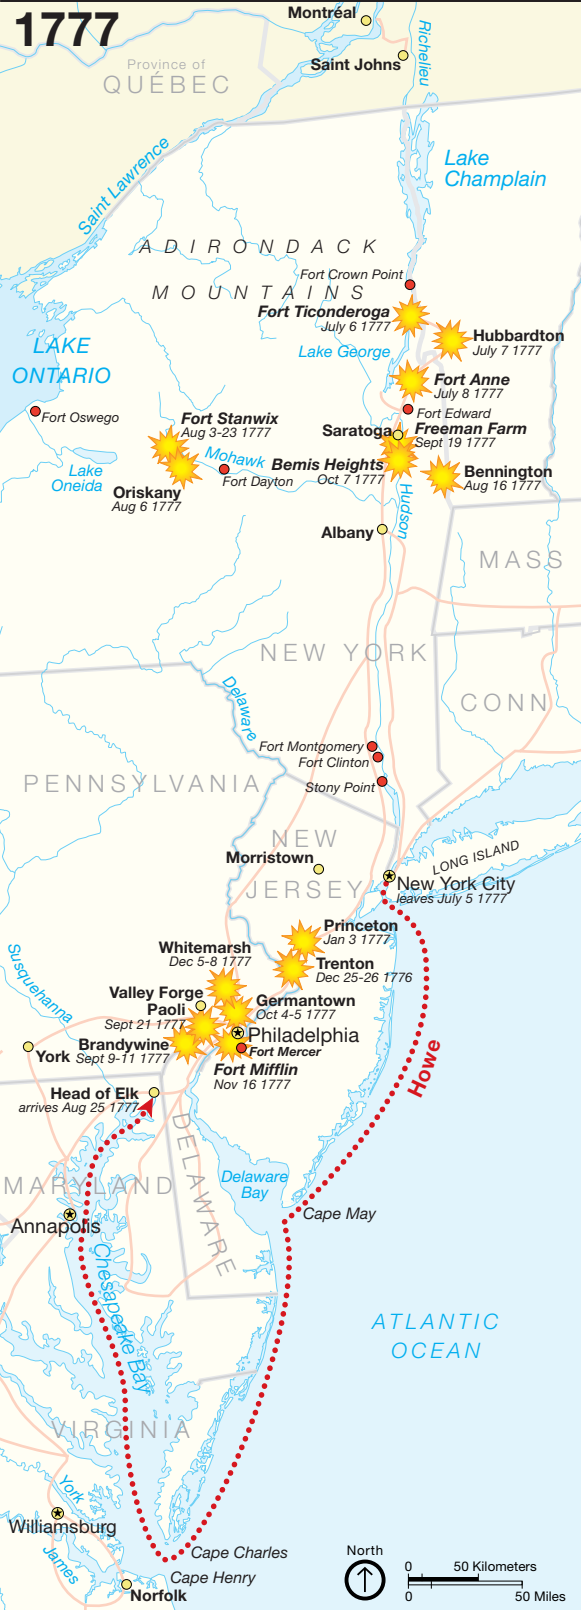 1777
Montréal
Saint Johns
Richelieu
Province of
QUÉBEC
Saint Lawrence
Lake
Champlain
ADIRONDACK
MOUNTAINS
Fort Crown Point
Fort Ticonderoga
July 6 1777
Hubbardton
July 7 1777
Lake George
LAKE
ONTARIO
Fort Anne
July 8 1777
Fort Oswego
Fort Edward
Fort Stanwix
Aug 3-23 1777
Saratoga
Freeman Farm
Sept 19 1777
Mohawk
Bemis Heights
Oct 7 1777
Lake
Oneida
Fort Dayton
Bennington
Aug 16 1777
Oriskany
Aug 6 1777
Hudson
Albany
MASS
NEW YORK
Delaware
CONN
Fort Montgomery
Fort Clinton
Stony Point
PENNSYLVANIA
NEW
JERSEY
Morristown
LONG ISLAND
New York City
leaves July 5 1777
Princeton
Jan 3 1777
Whitemarsh
Dec 5-8 1777
Trenton
Dec 25-26 1776
Susquehanna
Valley Forge
Paoli
Sept 21 1777
Germantown
Oct 4-5 1777
Philadelphia
York
Brandywine
Sept 9-11 1777
Fort Mercer
Fort Mifflin
Nov 16 1777
Howe
Head of Elk
arrives Aug 25 1777
DELAWARE
MARYLAND
Delaware
Bay
Cape May
Annapolis
Chesapeake Bay
ATLANTIC
OCEAN
VIRGINIA
York
Williamsburg
James
Cape Charles
Cape Henry
Norfolk
North
0 50 Kilometers
0 50 Miles